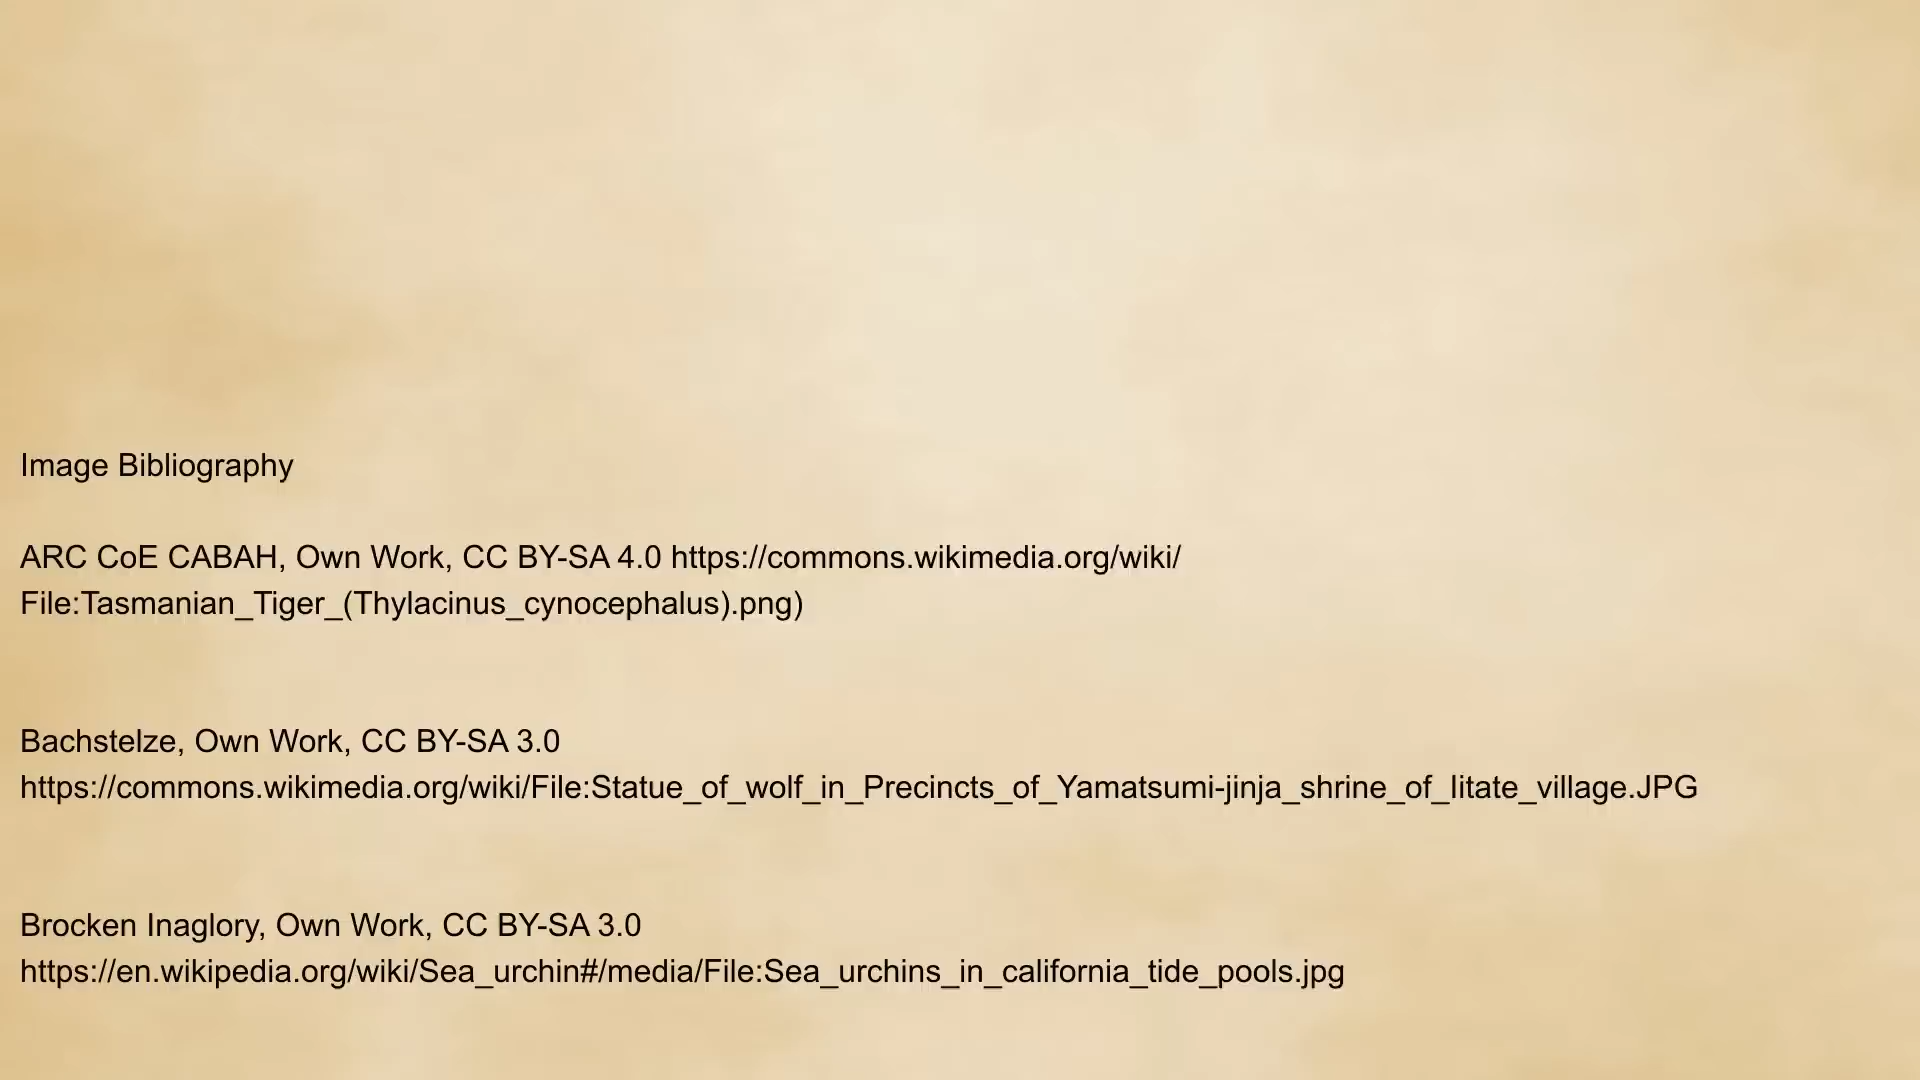 Image Bibliography
ARC CoE CABAH, Own Work, CC BY-SA 4.0 https://commons.wikimedia.org/wiki/
File:Tasmanian_Tiger_(Thylacinus_cynocephalus).png)
Bachstelze, Own Work, CC BY-SA 3.0
https://commons.wikimedia.org/wiki/File:Statue_of_wolf_in_Precincts_of_Yamatsumi-jinja_shrine_of_Iitate_village.JPG
Brocken Inaglory, Own Work, CC BY-SA 3.0
https://en.wikipedia.org/wiki/Sea_urchin#/media/File:Sea_urchins_in_california_tide_pools.jpg